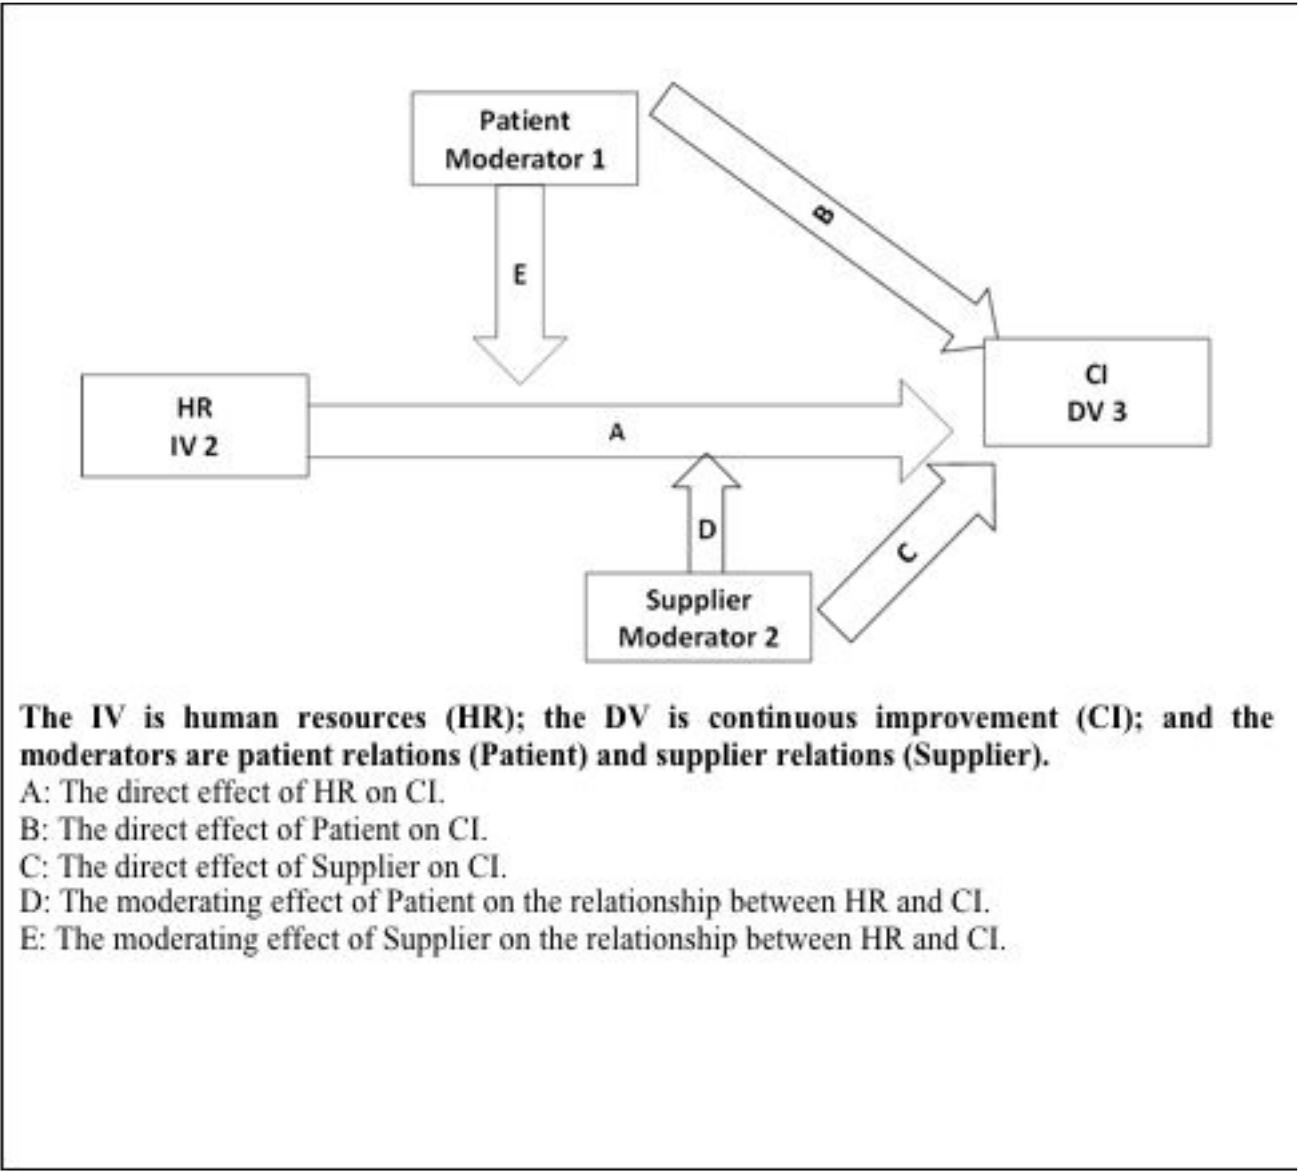 Patient
Moderator 1
B
E
HR
IV 2
A
CI
DV 3
D
C
Supplier
Moderator 2
The IV is human resources (HR); the DV is continuous improvement (CI); and the
moderators are patient relations (Patient) and supplier relations (Supplier).
A: The direct effect of HR on CI.
B: The direct effect of Patient on CI.
C: The direct effect of Supplier on CI.
D: The moderating effect of Patient on the relationship between HR and CI.
E: The moderating effect of Supplier on the relationship between HR and CI.